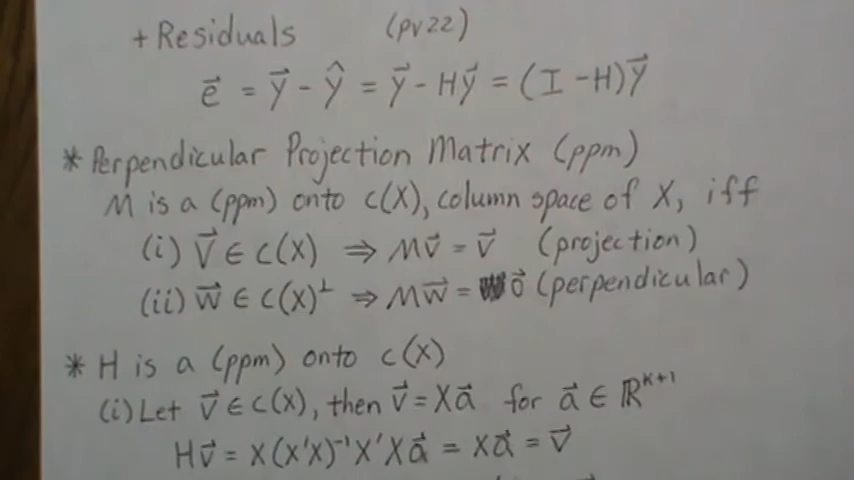 + Residuals (pv22)
e⃗ = y⃗ - ŷ = y⃗ - Hy⃗ = (I - H)y⃗
* Perpendicular Projection Matrix (ppm)
M is a (ppm) onto c(X), column space of X, iff
(i) v⃗ ∈ c(X) ⇒ Mv⃗ = v⃗ (projection)
(ii) w⃗ ∈ c(X)^⊥ ⇒ Mw⃗ = 0⃗ (perpendicular)
* H is a (ppm) onto c(X)
(i) Let v⃗ ∈ c(X), then v⃗ = Xa⃗ for a⃗ ∈ ℝ^{K+1}
Hv⃗ = X(X'X)⁻¹X'Xa⃗ = Xa⃗ = v⃗